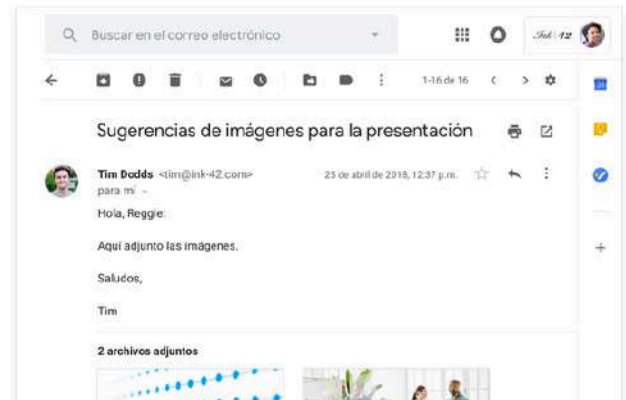 Buscar en el correo electrónico
Ink 42
1-16 de 16
31
Sugerencias de imágenes para la presentación
Tim Dodds <tim@ink-42.com>
25 de abril de 2018, 12:37 p.m.
para mí
Hola, Reggie:
Aquí adjunto las imágenes.
Saludos,
Tim
2 archivos adjuntos